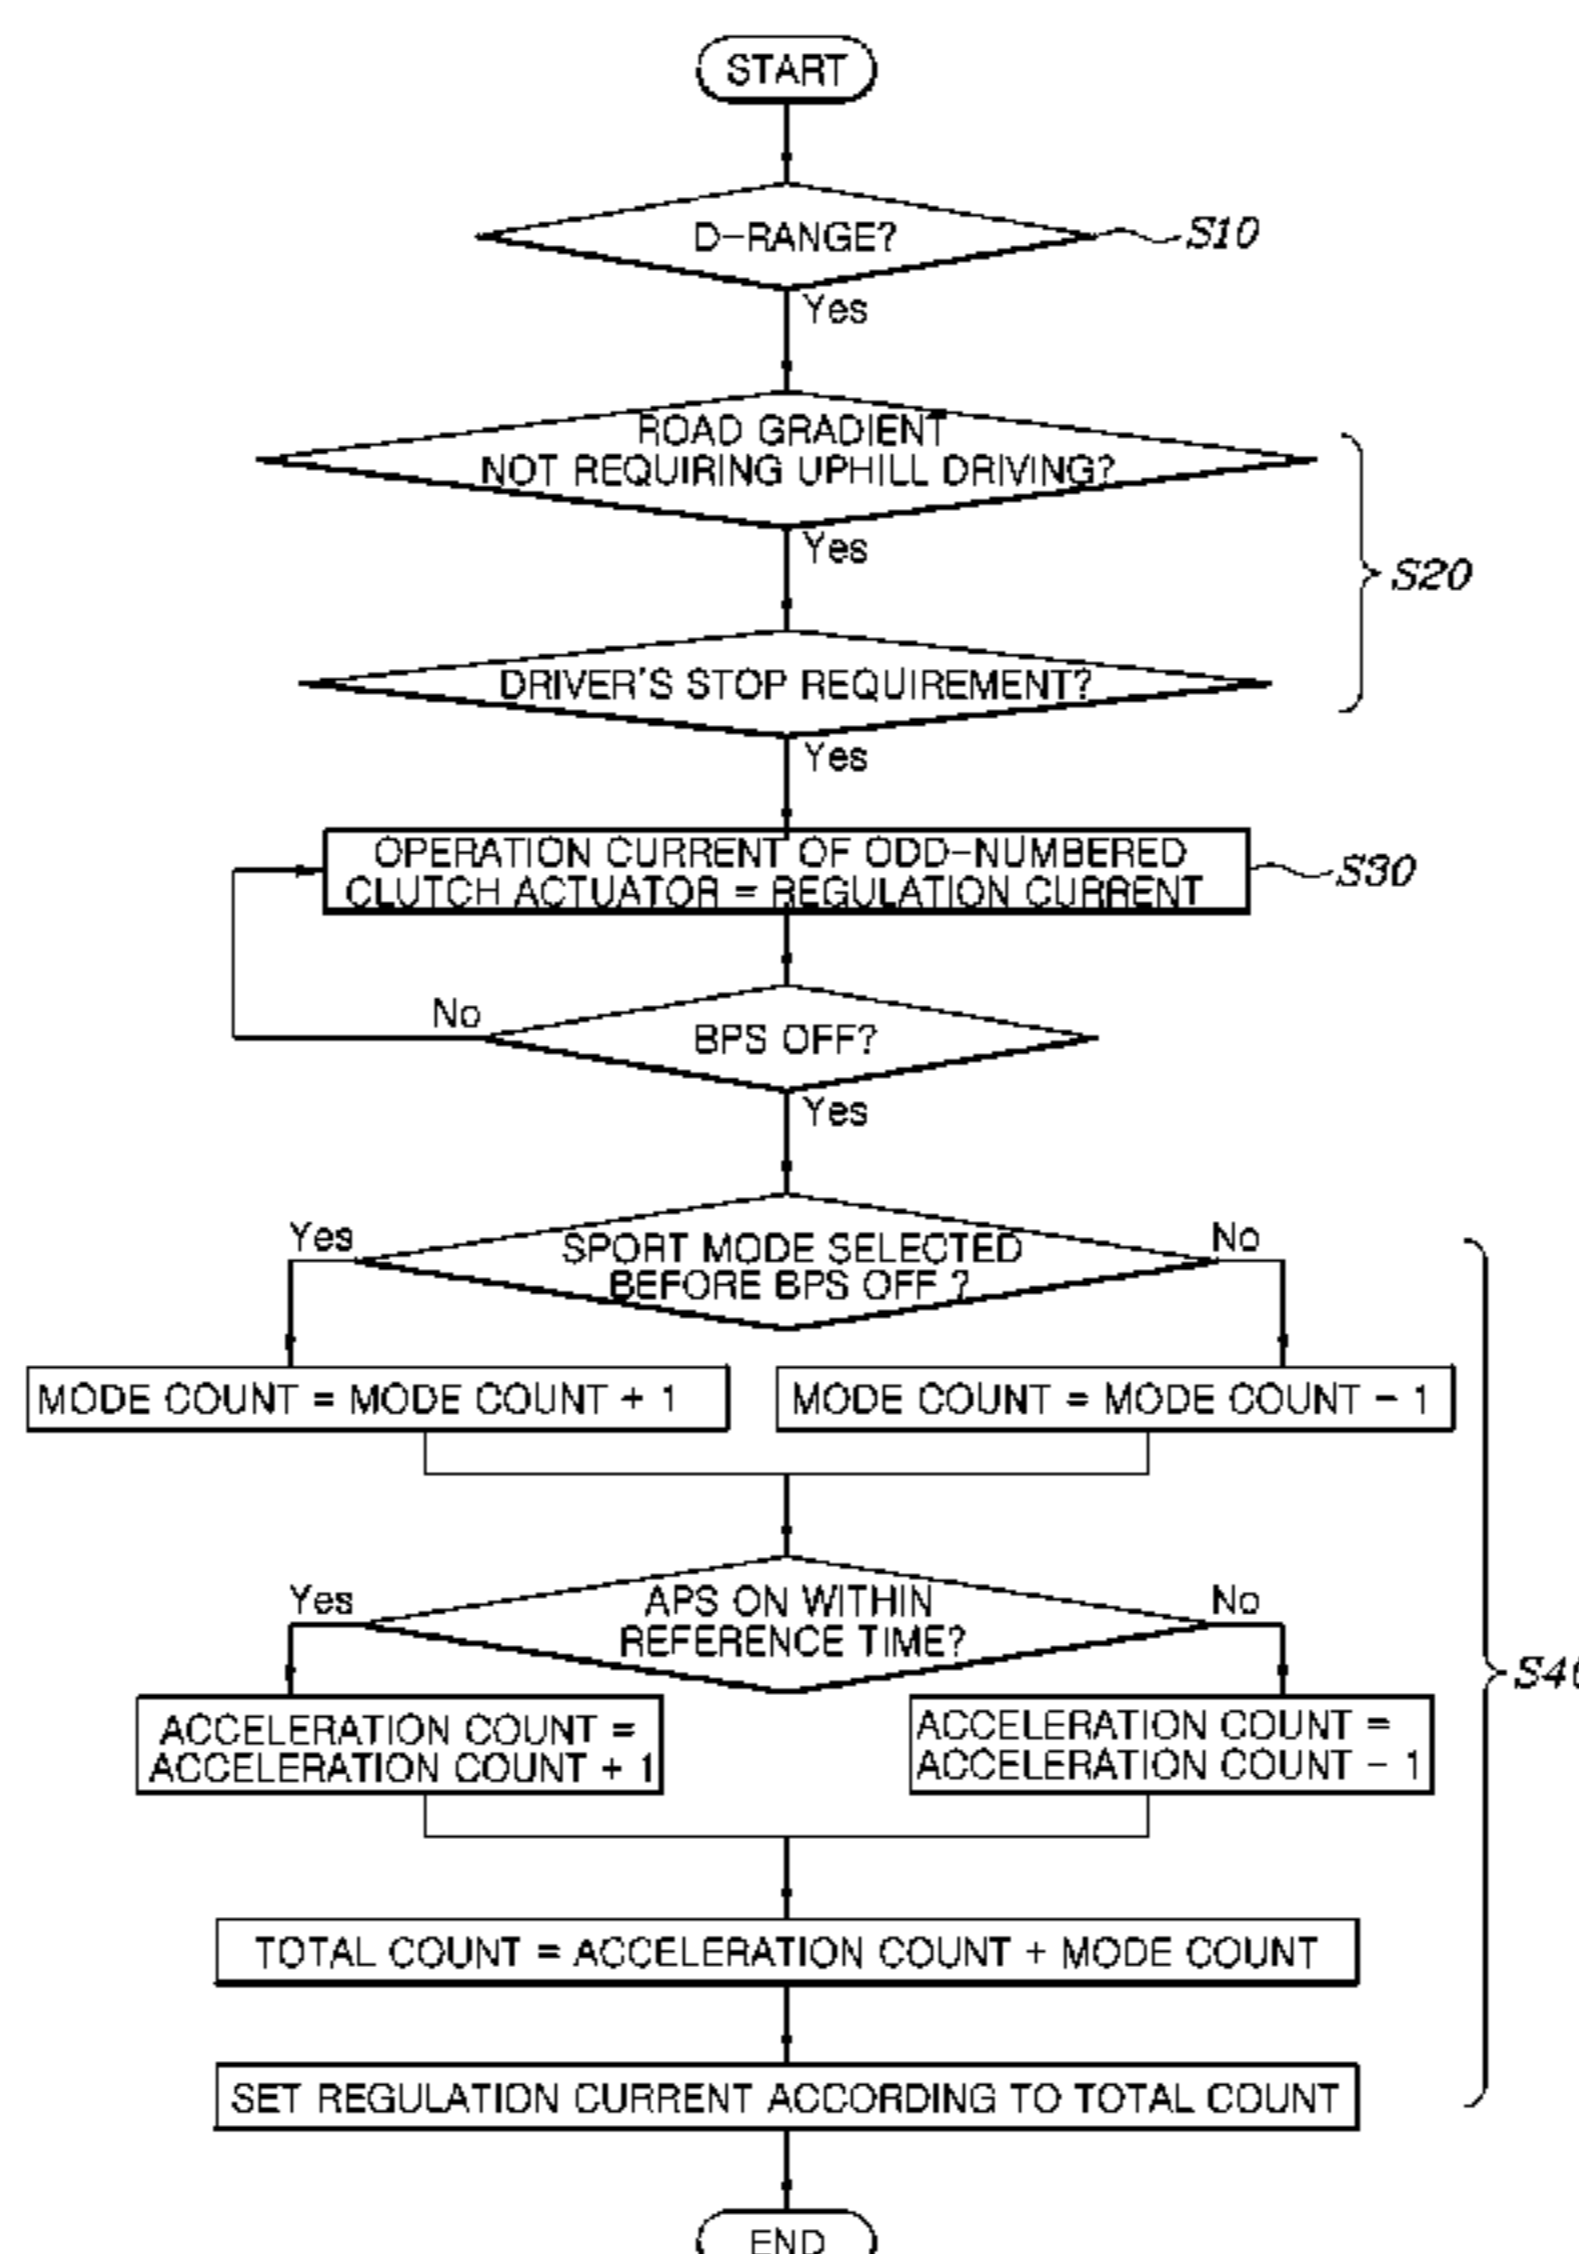 START
D-RANGE?
S10
Yes
ROAD GRADIENT
NOT REQUIRING UPHILL DRIVING?
Yes
S20
DRIVER'S STOP REQUIREMENT?
Yes
OPERATION CURRENT OF ODD-NUMBERED
CLUTCH ACTUATOR = REGULATION CURRENT
S30
No
BPS OFF?
Yes
Yes
SPORT MODE SELECTED
BEFORE BPS OFF ?
No
MODE COUNT = MODE COUNT + 1
MODE COUNT = MODE COUNT - 1
Yes
APS ON WITHIN
REFERENCE TIME?
No
S40
ACCELERATION COUNT =
ACCELERATION COUNT + 1
ACCELERATION COUNT =
ACCELERATION COUNT - 1
TOTAL COUNT = ACCELERATION COUNT + MODE COUNT
SET REGULATION CURRENT ACCORDING TO TOTAL COUNT
END